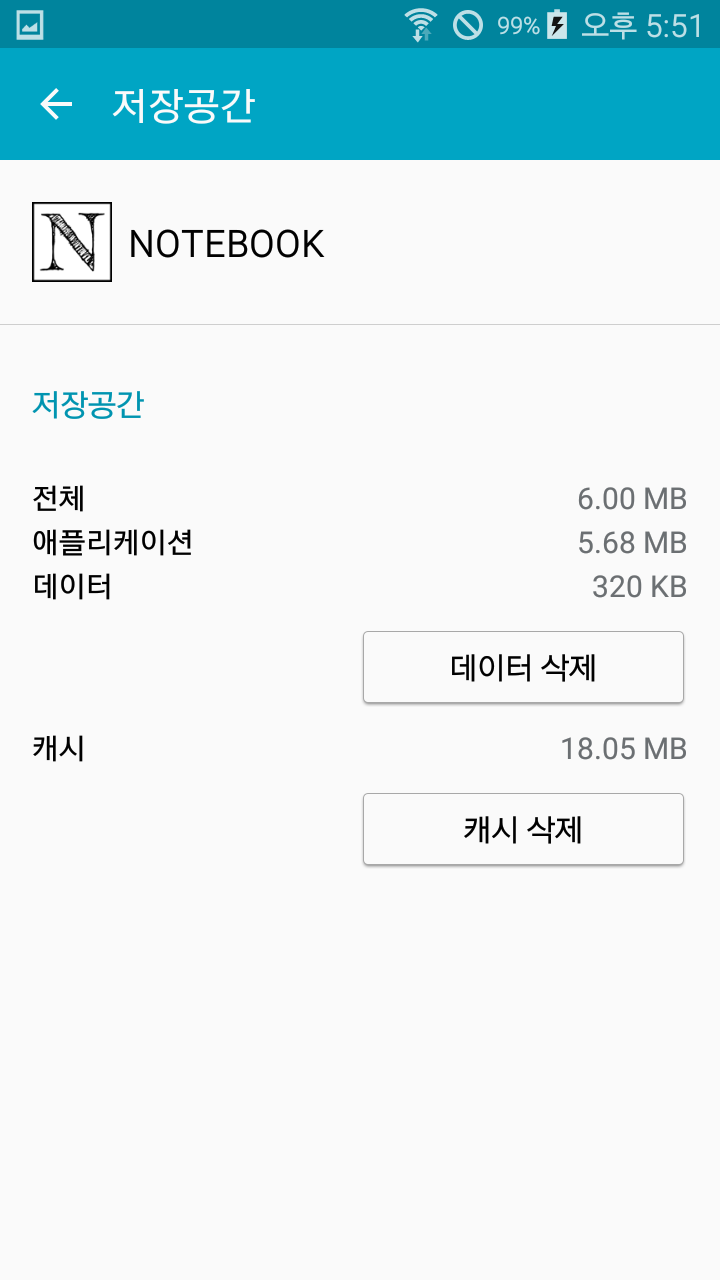 99% 오후 5:51
저장공간
N NOTEBOOK
저장공간
전체 6.00 MB
애플리케이션 5.68 MB
데이터 320 KB
데이터 삭제
캐시 18.05 MB
캐시 삭제